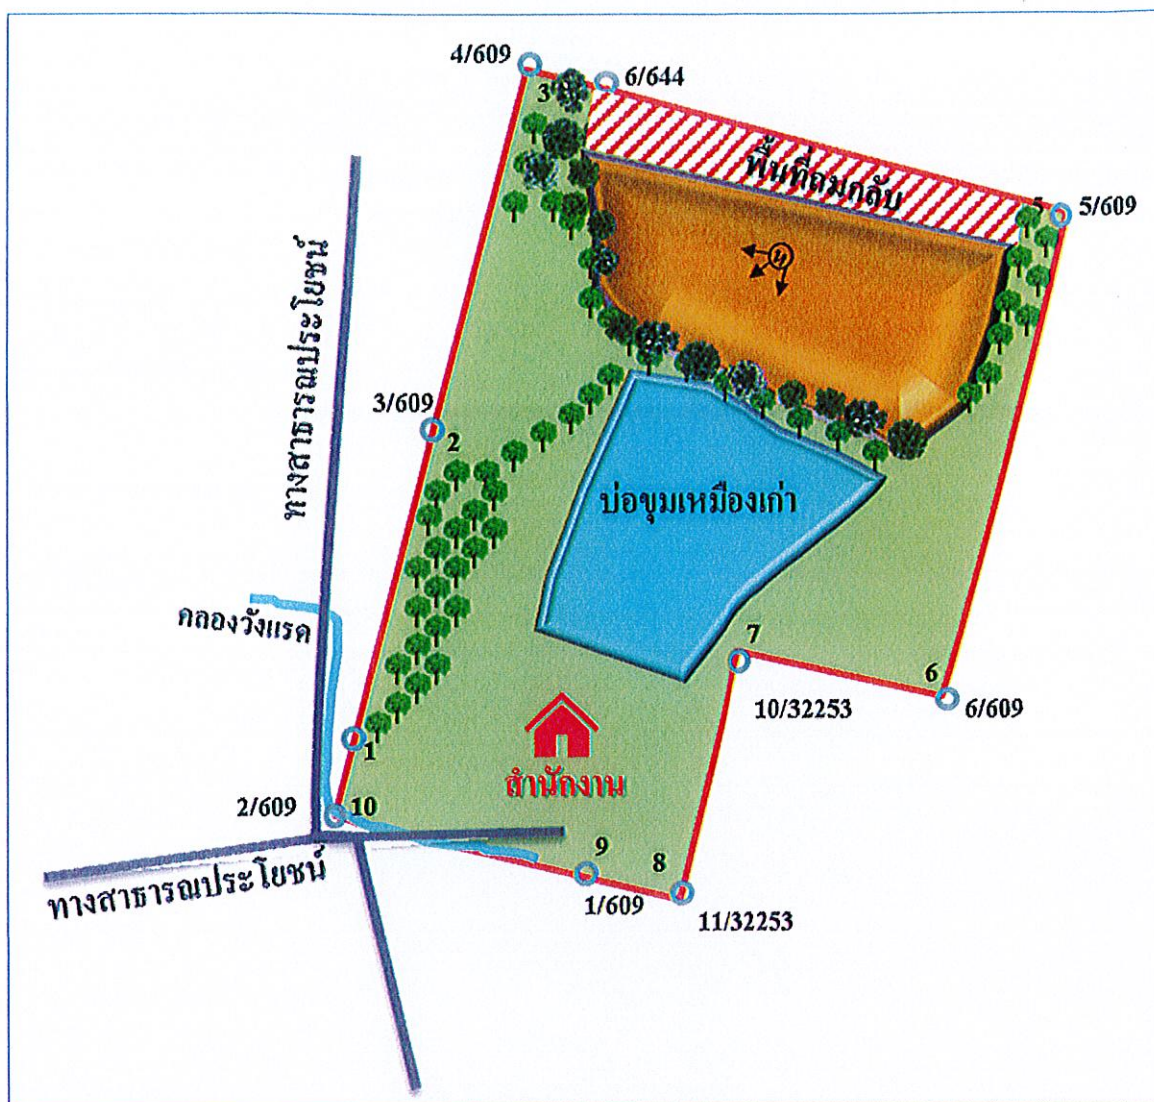 4/609
6/644
3
พื้นที่ถมกลับ
5
5/609
น
ทางสาธารณประโยชน์
3/609
2
บ่อขุมเหมืองเก่า
คลองวังแรด
7
10/32253
6
6/609
1
สำนักงาน
2/609
10
ทางสาธารณประโยชน์
9
8
1/609
11/32253